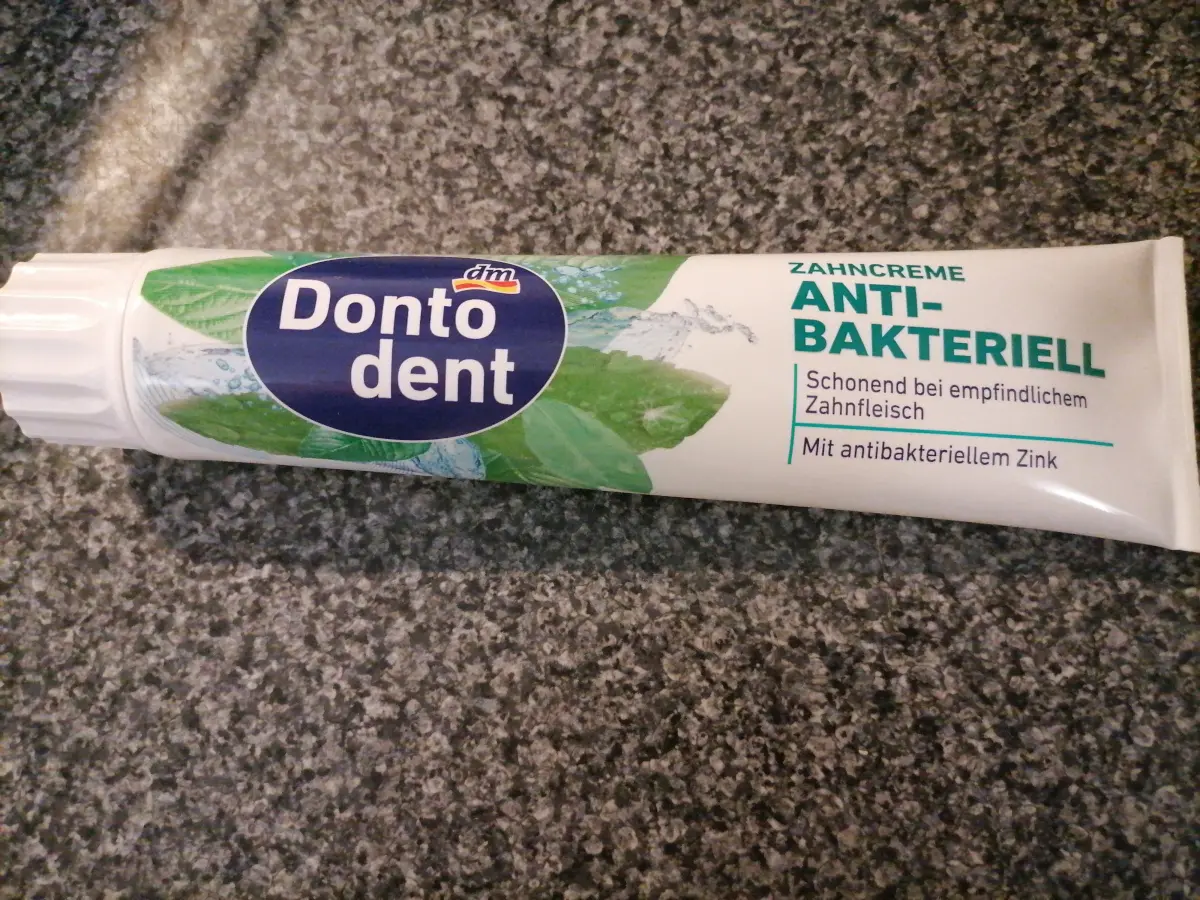 dm
Donto
dent
ZAHNCREME
ANTI-
BAKTERIELL
Schonend bei empfindlichem
Zahnfleisch
Mit antibakteriellem Zink